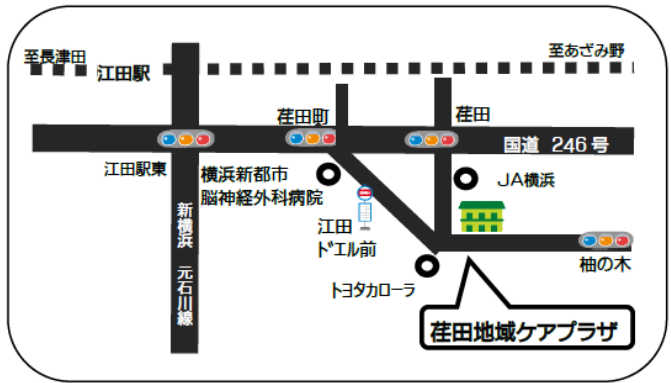 至長津田
至あざみ野
江田駅
荏田町
荏田
国道 246 号
江田駅東
横浜新都市
脳神経外科病院
JA横浜
新横浜 元石川線
江田
ドエル前
柚の木
トヨタカローラ
荏田地域ケアプラザ